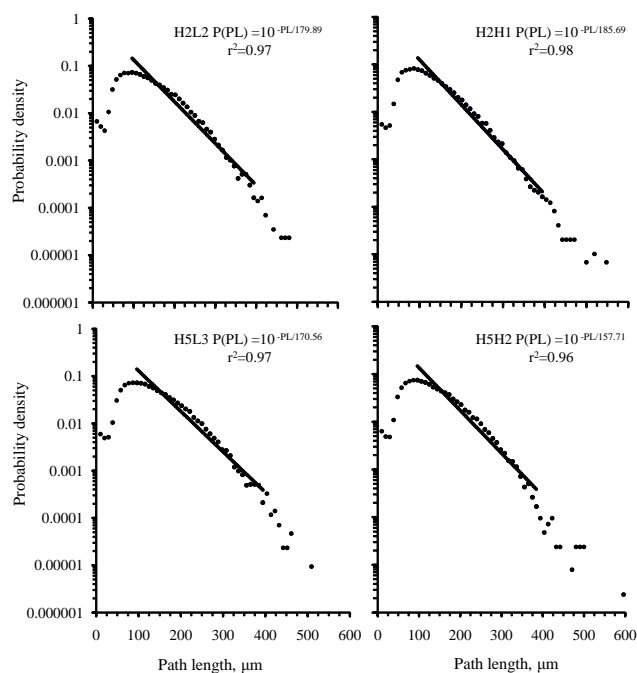 H2L2 P(PL) =10 -PL/179.89
r²=0.97
1
0.1
0.01
0.001
0.0001
0.00001
0.000001
Probability density
H2H1 P(PL) =10 -PL/185.69
r²=0.98
H5L3 P(PL) =10 -PL/170.56
r²=0.97
1
0.1
0.01
0.001
0.0001
0.00001
0.000001
Probability density
0 100 200 300 400 500 600
Path length, µm
H5H2 P(PL) =10 -PL/157.71
r²=0.96
0 100 200 300 400 500 600
Path length, µm